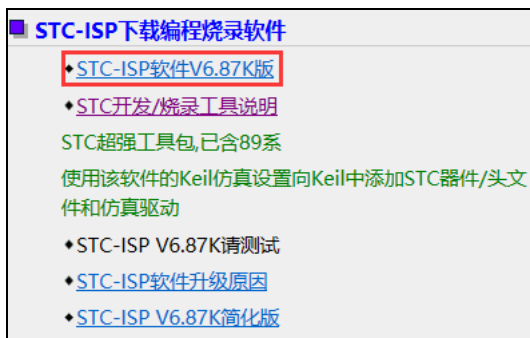 STC-ISP下载编程烧录软件
STC-ISP软件V6.87K版
STC开发/烧录工具说明
STC超强工具包,已含89系
使用该软件的Keil仿真设置向Keil中添加STC器件/头文
件和仿真驱动
STC-ISP V6.87K请测试
STC-ISP软件升级原因
STC-ISP V6.87K简化版